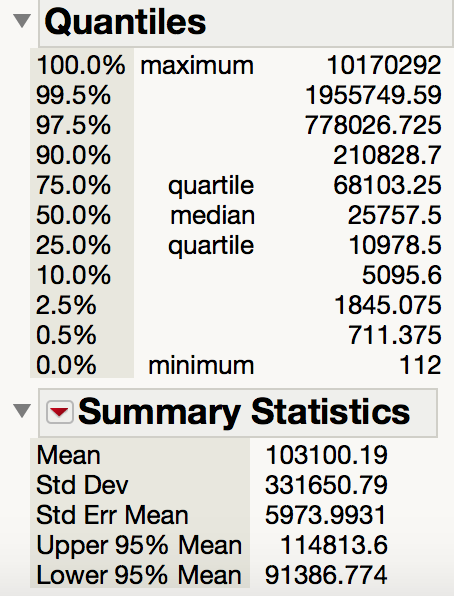 Quantiles
100.0% maximum 10170292
99.5% 1955749.59
97.5% 778026.725
90.0% 210828.7
75.0% quartile 68103.25
50.0% median 25757.5
25.0% quartile 10978.5
10.0% 5095.6
2.5% 1845.075
0.5% 711.375
0.0% minimum 112
Summary Statistics
Mean 103100.19
Std Dev 331650.79
Std Err Mean 5973.9931
Upper 95% Mean 114813.6
Lower 95% Mean 91386.774